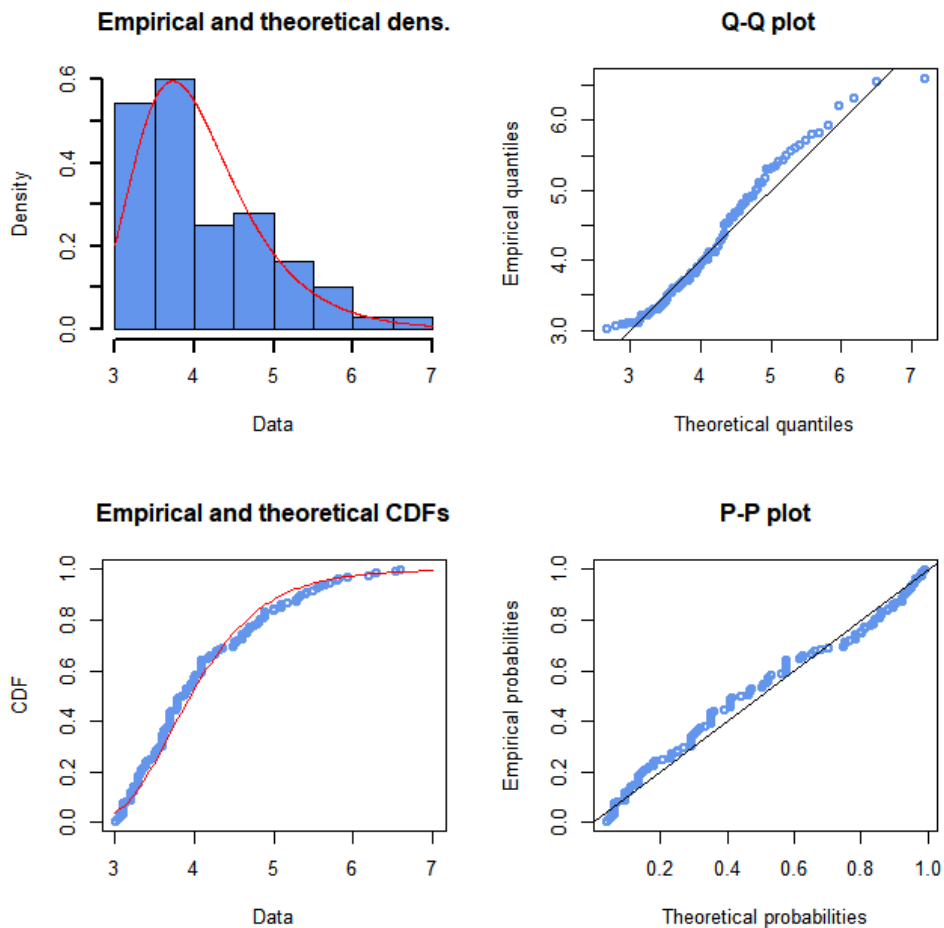 Empirical and theoretical dens.
Density
0.0 0.2 0.4 0.6
3 4 5 6 7
Data
Q-Q plot
Empirical quantiles
3.0 4.0 5.0 6.0
3 4 5 6 7
Theoretical quantiles
Empirical and theoretical CDFs
CDF
0.0 0.2 0.4 0.6 0.8 1.0
3 4 5 6 7
Data
P-P plot
Empirical probabilities
0.0 0.2 0.4 0.6 0.8 1.0
0.2 0.4 0.6 0.8 1.0
Theoretical probabilities